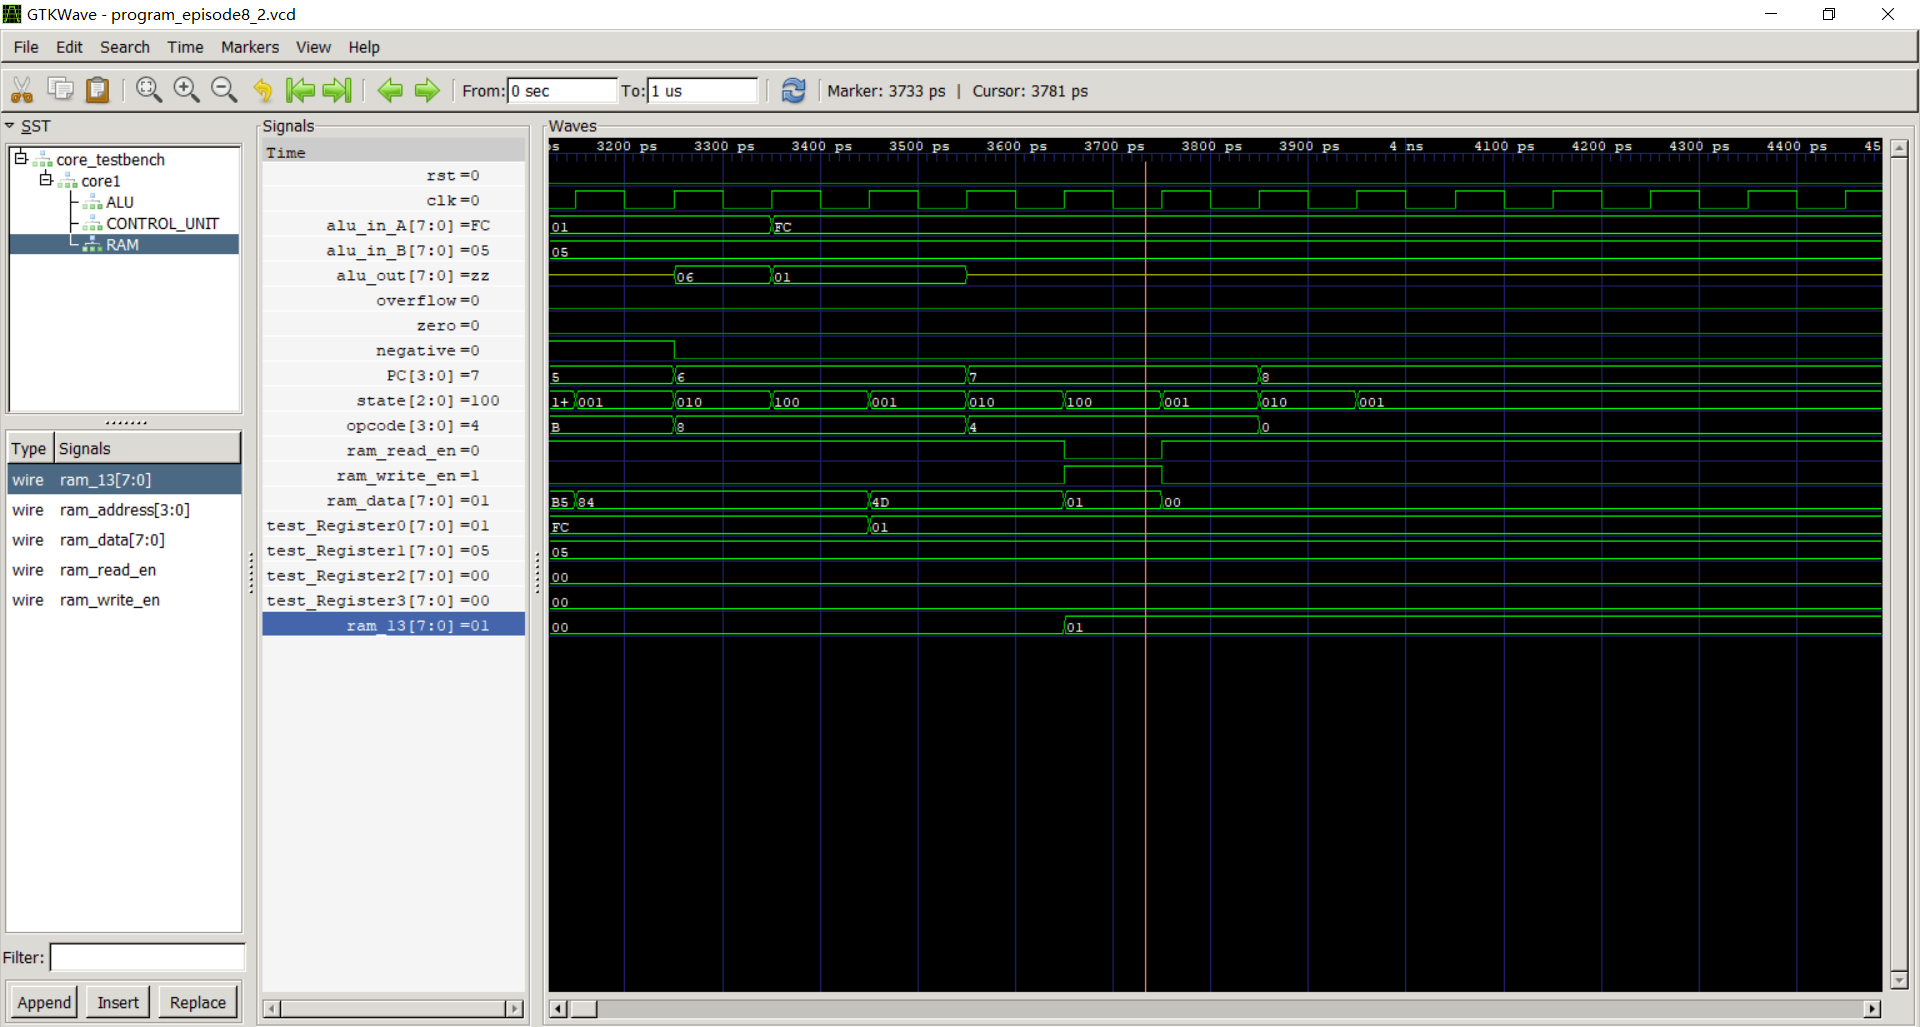 GTKWave - program_episode8_2.vcd
File Edit Search Time Markers View Help
From: 0 sec To: 1 us Marker: 3733 ps | Cursor: 3781 ps
SST
core_testbench
core1
ALU
CONTROL_UNIT
RAM
Type Signals
wire ram_13[7:0]
wire ram_address[3:0]
wire ram_data[7:0]
wire ram_read_en
wire ram_write_en
Filter:
Append Insert Replace
Signals
Time
rst =0
clk =0
alu_in_A[7:0] =FC
alu_in_B[7:0] =05
alu_out[7:0] =zz
overflow =0
zero =0
negative =0
PC[3:0] =7
state[2:0] =100
opcode[3:0] =4
ram_read_en =0
ram_write_en =1
ram_data[7:0] =01
test_Register0[7:0] =01
test_Register1[7:0] =05
test_Register2[7:0] =00
test_Register3[7:0] =00
ram_13[7:0] =01
Waves
ps 3200 ps 3300 ps 3400 ps 3500 ps 3600 ps 3700 ps 3800 ps 3900 ps 4 ns 4100 ps 4200 ps 4300 ps 4400 ps 45
01 FC
05
06 01
5 6 7 8
1+ 001 010 100 001 010 100 001 010 001
B 8 4 0
B5 84 4D 01 00
FC 01
05
00
00
00 01